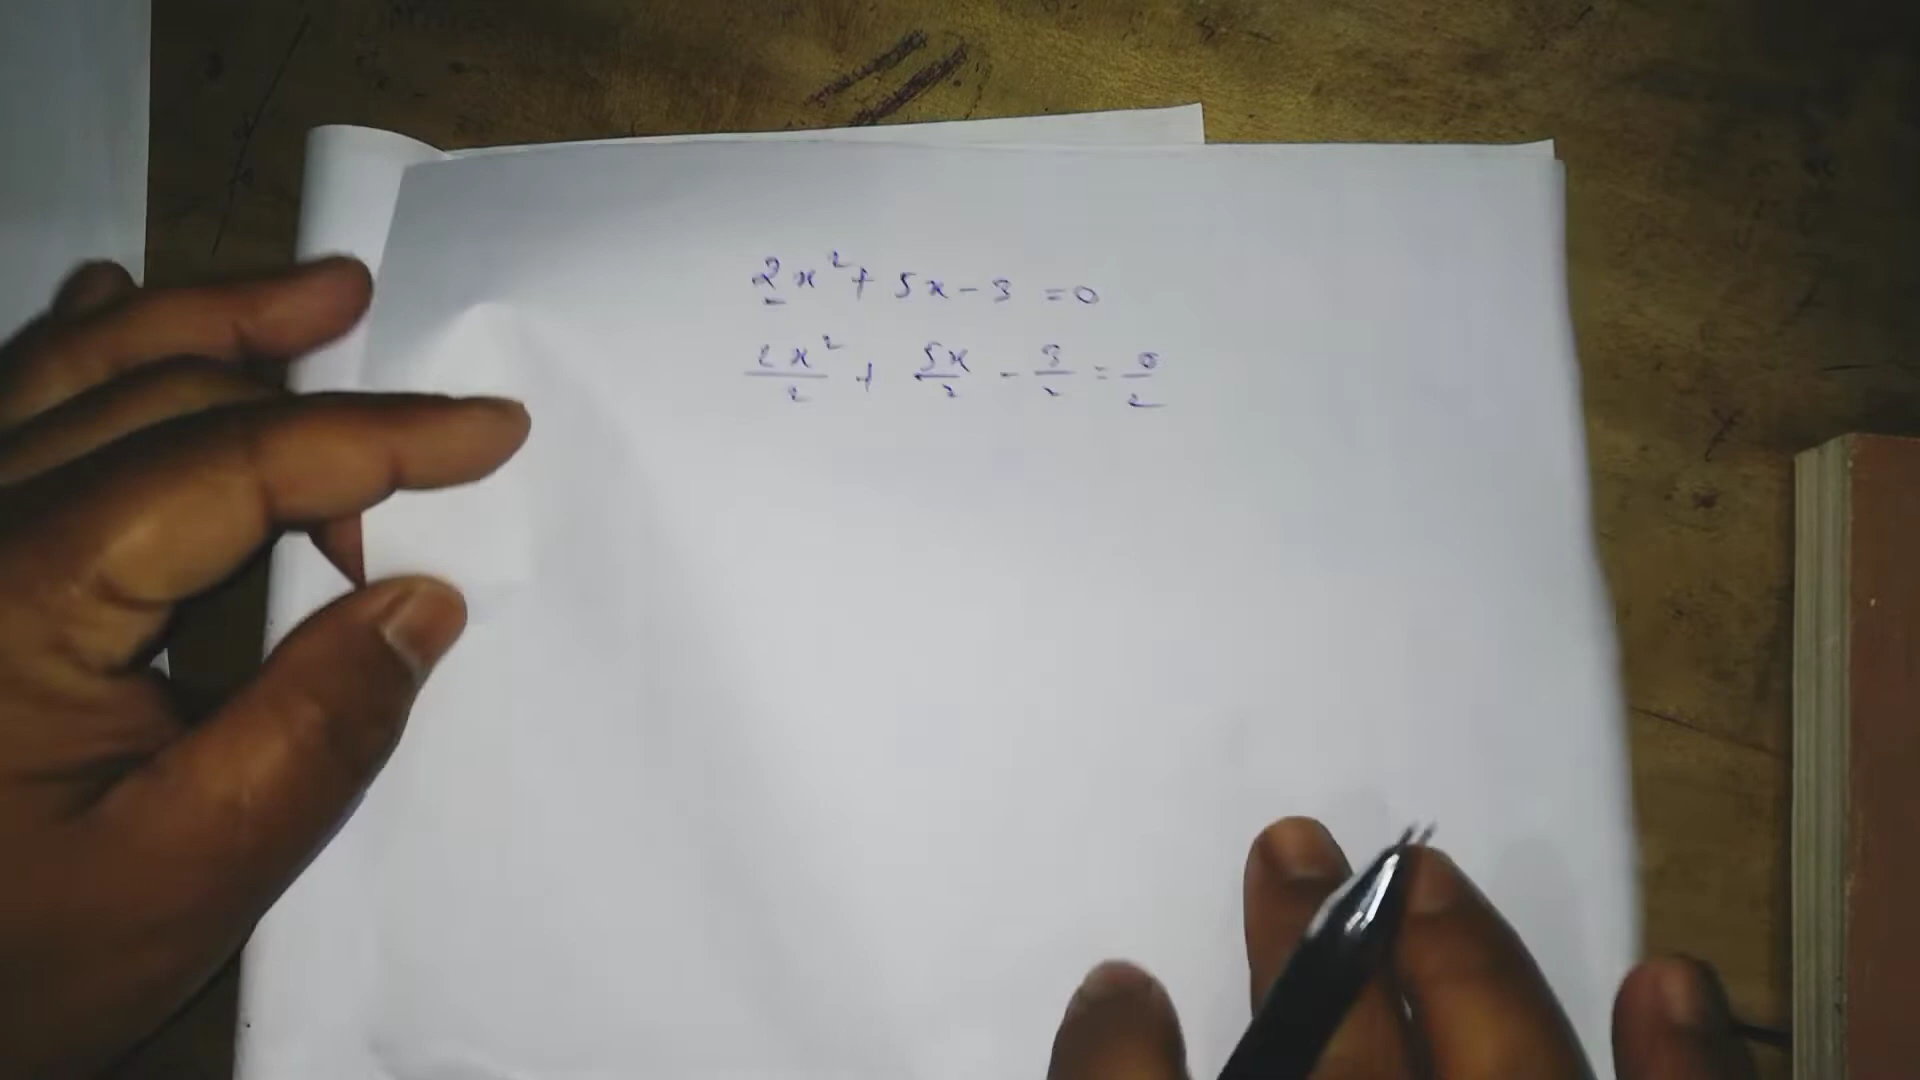 2x² + 5x - 3 = 0
2x²/2 + 5x/2 - 3/2 = 0/2